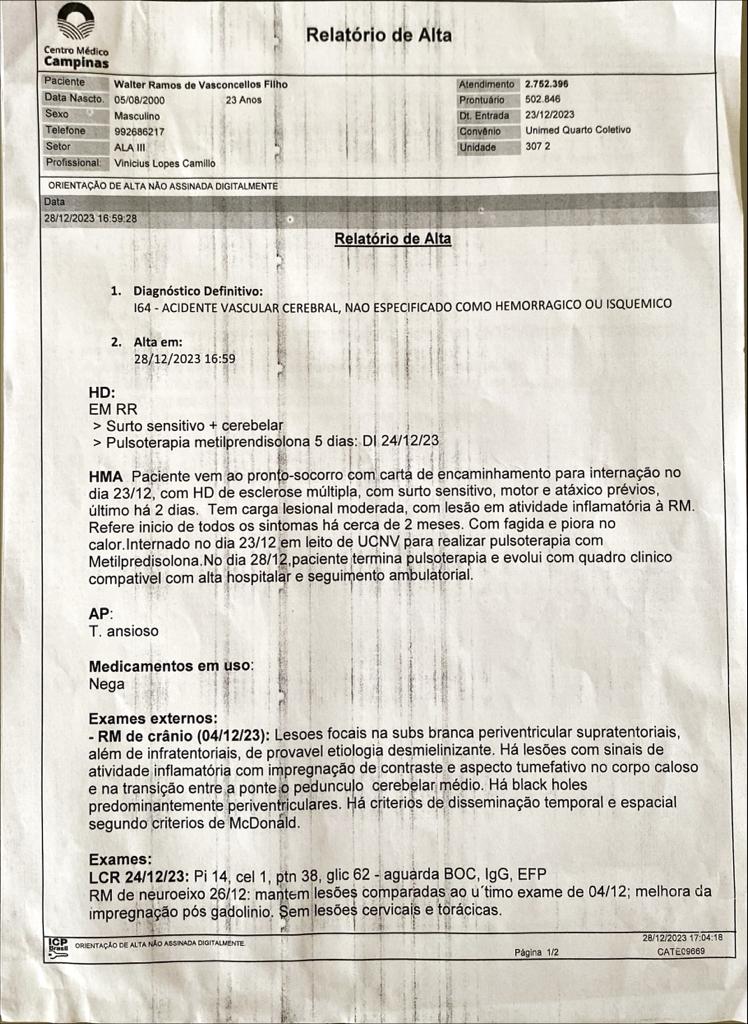 Centro Médico
Campinas
Relatório de Alta
Paciente Walter Ramos de Vasconcellos Filho
Data Nascto. 05/08/2000 23 Anos
Sexo Masculino
Telefone 992686217
Setor ALA III
Profissional: Vinicius Lopes Camillo
Atendimento 2.752.396
Prontuário 502.846
Dt. Entrada 23/12/2023
Convênio Unimed Quarto Coletivo
Unidade 307 2
ORIENTAÇÃO DE ALTA NÃO ASSINADA DIGITALMENTE
Data
28/12/2023 16:59:28
Relatório de Alta
1. Diagnóstico Definitivo:
I64 - ACIDENTE VASCULAR CEREBRAL, NAO ESPECIFICADO COMO HEMORRAGICO OU ISQUEMICO
2. Alta em:
28/12/2023 16:59
HD:
EM RR
> Surto sensitivo + cerebelar
> Pulsoterapia metilprendisolona 5 dias: DI 24/12/23
HMA Paciente vem ao pronto-socorro com carta de encaminhamento para internação no
dia 23/12, com HD de esclerose múltipla, com surto sensitivo, motor e atáxico prévios,
último há 2 dias. Tem carga lesional moderada, com lesão em atividade inflamatória à RM.
Refere inicio de todos os sintomas há cerca de 2 meses. Com fagida e piora no
calor.Internado no dia 23/12 em leito de UCNV para realizar pulsoterapia com
Metilpredisolona.No dia 28/12,paciente termina pulsoterapia e evolui com quadro clinico
compativel com alta hospitalar e seguimento ambulatorial.
AP:
T. ansioso
Medicamentos em uso:
Nega
Exames externos:
- RM de crânio (04/12/23): Lesoes focais na subs branca periventricular supratentoriais,
além de infratentoriais, de provavel etiologia desmielinizante. Há lesões com sinais de
atividade inflamatória com impregnação de contraste e aspecto tumefativo no corpo caloso
e na transição entre a ponte o pedunculo cerebelar médio. Há black holes
predominantemente periventriculares. Há criterios de disseminação temporal e espacial
segundo criterios de McDonald.
Exames:
LCR 24/12/23: Pi 14, cel 1, ptn 38, glic 62 - aguarda BOC, IgG, EFP
RM de neuroeixo 26/12: mantem lesões comparadas ao u´timo exame de 04/12; melhora da
impregnação pós gadolinio. Sem lesões cervicais e torácicas.
ICP
Brasil
ORIENTAÇÃO DE ALTA NÃO ASSINADA DIGITALMENTE.
Página 1/2
28/12/2023 17:04:18
CATEC9669